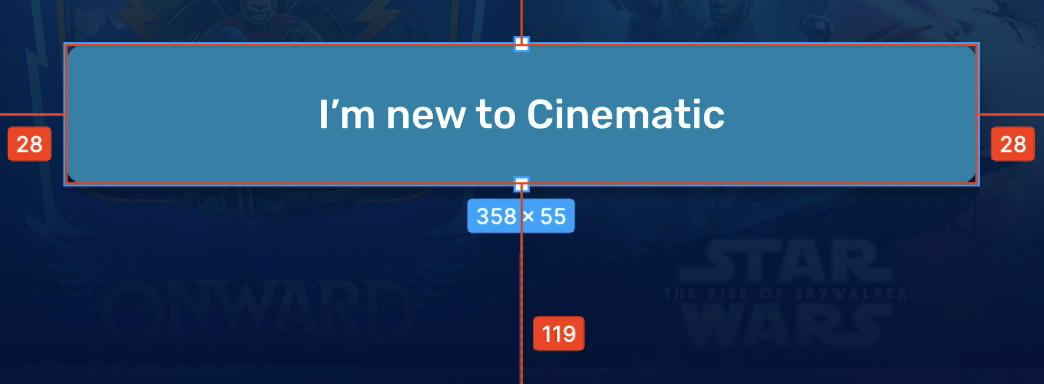 I’m new to Cinematic
28
28
358 × 55
STAR
THE RISE OF SKYWALKER
WARS
ONWARD
119